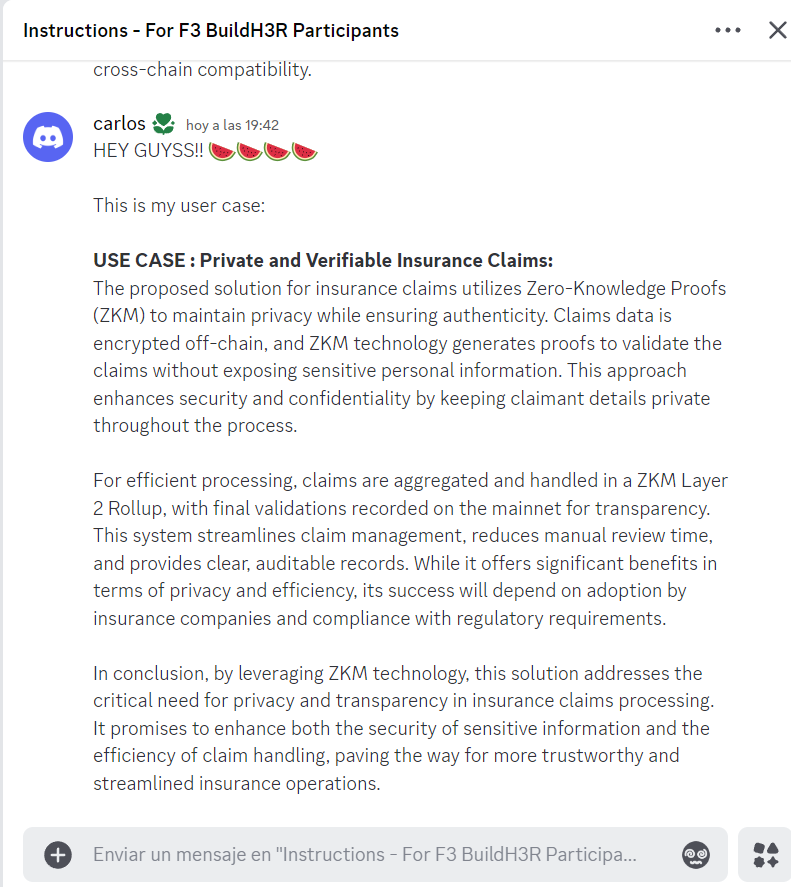 Instructions - For F3 BuildH3R Participants
cross-chain compatibility.
carlos hoy a las 19:42
HEY GUYSS!! 🍉🍉🍉🍉
This is my user case:
USE CASE : Private and Verifiable Insurance Claims:
The proposed solution for insurance claims utilizes Zero-Knowledge Proofs
(ZKM) to maintain privacy while ensuring authenticity. Claims data is
encrypted off-chain, and ZKM technology generates proofs to validate the
claims without exposing sensitive personal information. This approach
enhances security and confidentiality by keeping claimant details private
throughout the process.
For efficient processing, claims are aggregated and handled in a ZKM Layer
2 Rollup, with final validations recorded on the mainnet for transparency.
This system streamlines claim management, reduces manual review time,
and provides clear, auditable records. While it offers significant benefits in
terms of privacy and efficiency, its success will depend on adoption by
insurance companies and compliance with regulatory requirements.
In conclusion, by leveraging ZKM technology, this solution addresses the
critical need for privacy and transparency in insurance claims processing.
It promises to enhance both the security of sensitive information and the
efficiency of claim handling, paving the way for more trustworthy and
streamlined insurance operations.
Enviar un mensaje en "Instructions - For F3 BuildH3R Participa...